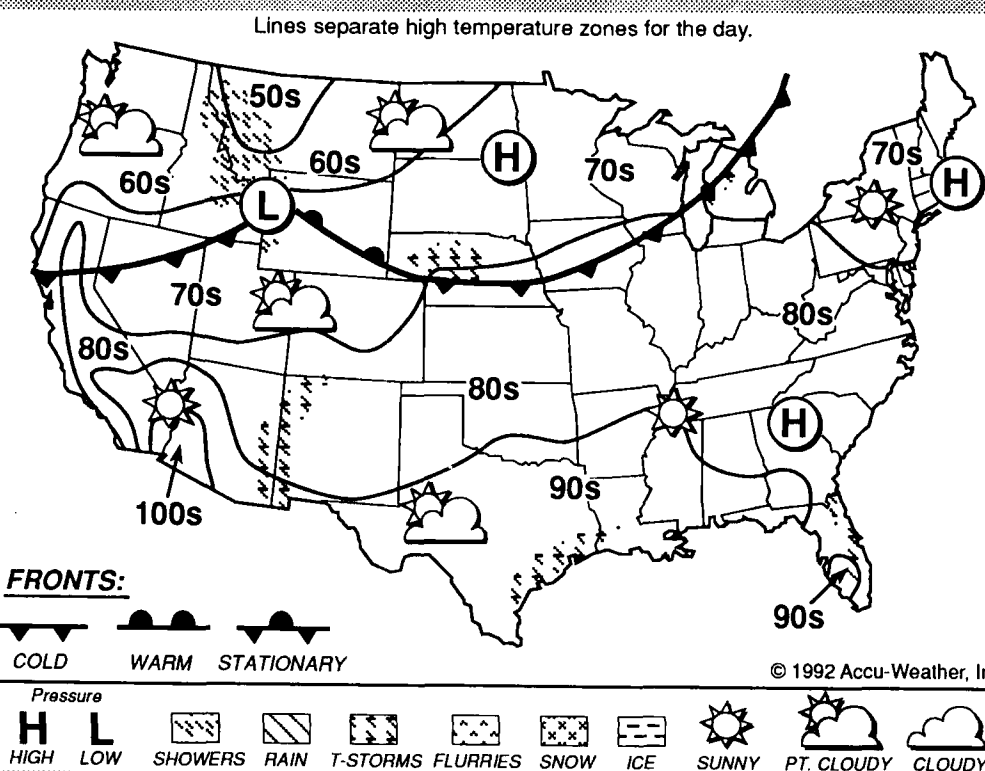 Lines separate high temperature zones for the day.
50s
60s
60s
H
70s
70s
H
L
70s
80s
80s
80s
H
90s
100s
90s
FRONTS:
COLD WARM STATIONARY
© 1992 Accu-Weather, In
Pressure
H L
HIGH LOW SHOWERS RAIN T-STORMS FLURRIES SNOW ICE SUNNY PT. CLOUDY CLOUDY